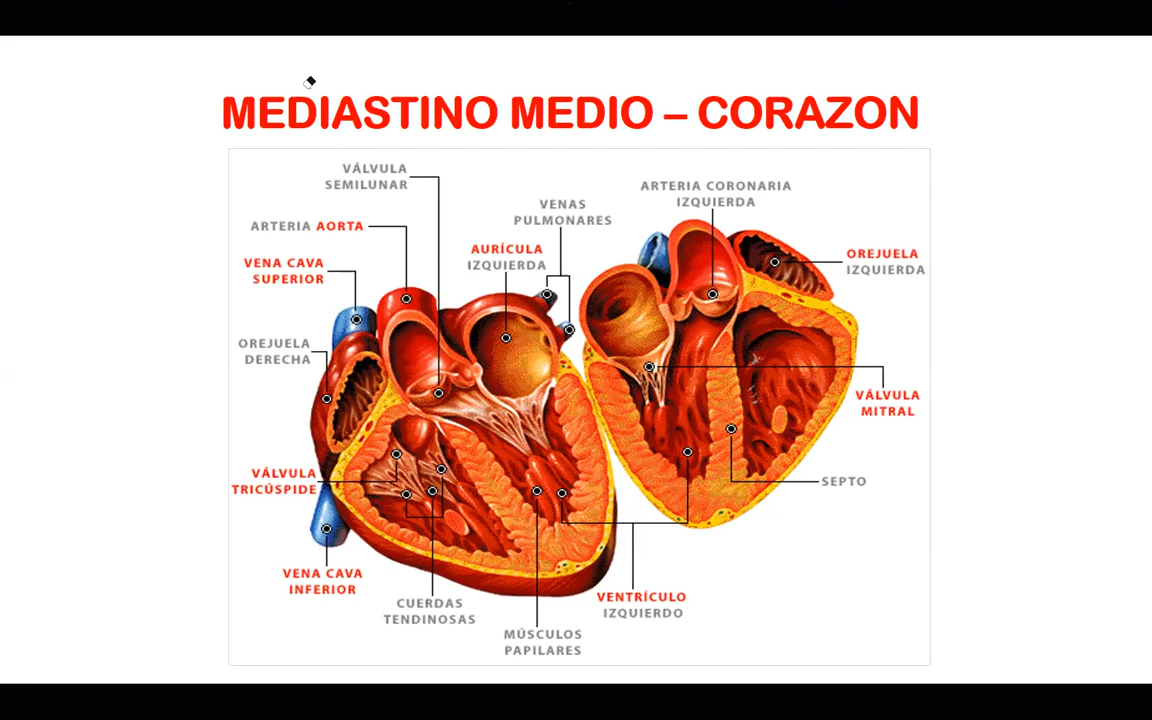 MEDIASTINO MEDIO – CORAZON
VÁLVULA
SEMILUNAR
ARTERIA AORTA
VENA CAVA
SUPERIOR
OREJUELA
DERECHA
VÁLVULA
TRICÚSPIDE
VENA CAVA
INFERIOR
CUERDAS
TENDINOSAS
MÚSCULOS
PAPILARES
VENTRÍCULO
IZQUIERDO
AURÍCULA
IZQUIERDA
VENAS
PULMONARES
ARTERIA CORONARIA
IZQUIERDA
OREJUELA
IZQUIERDA
VÁLVULA
MITRAL
SEPTO